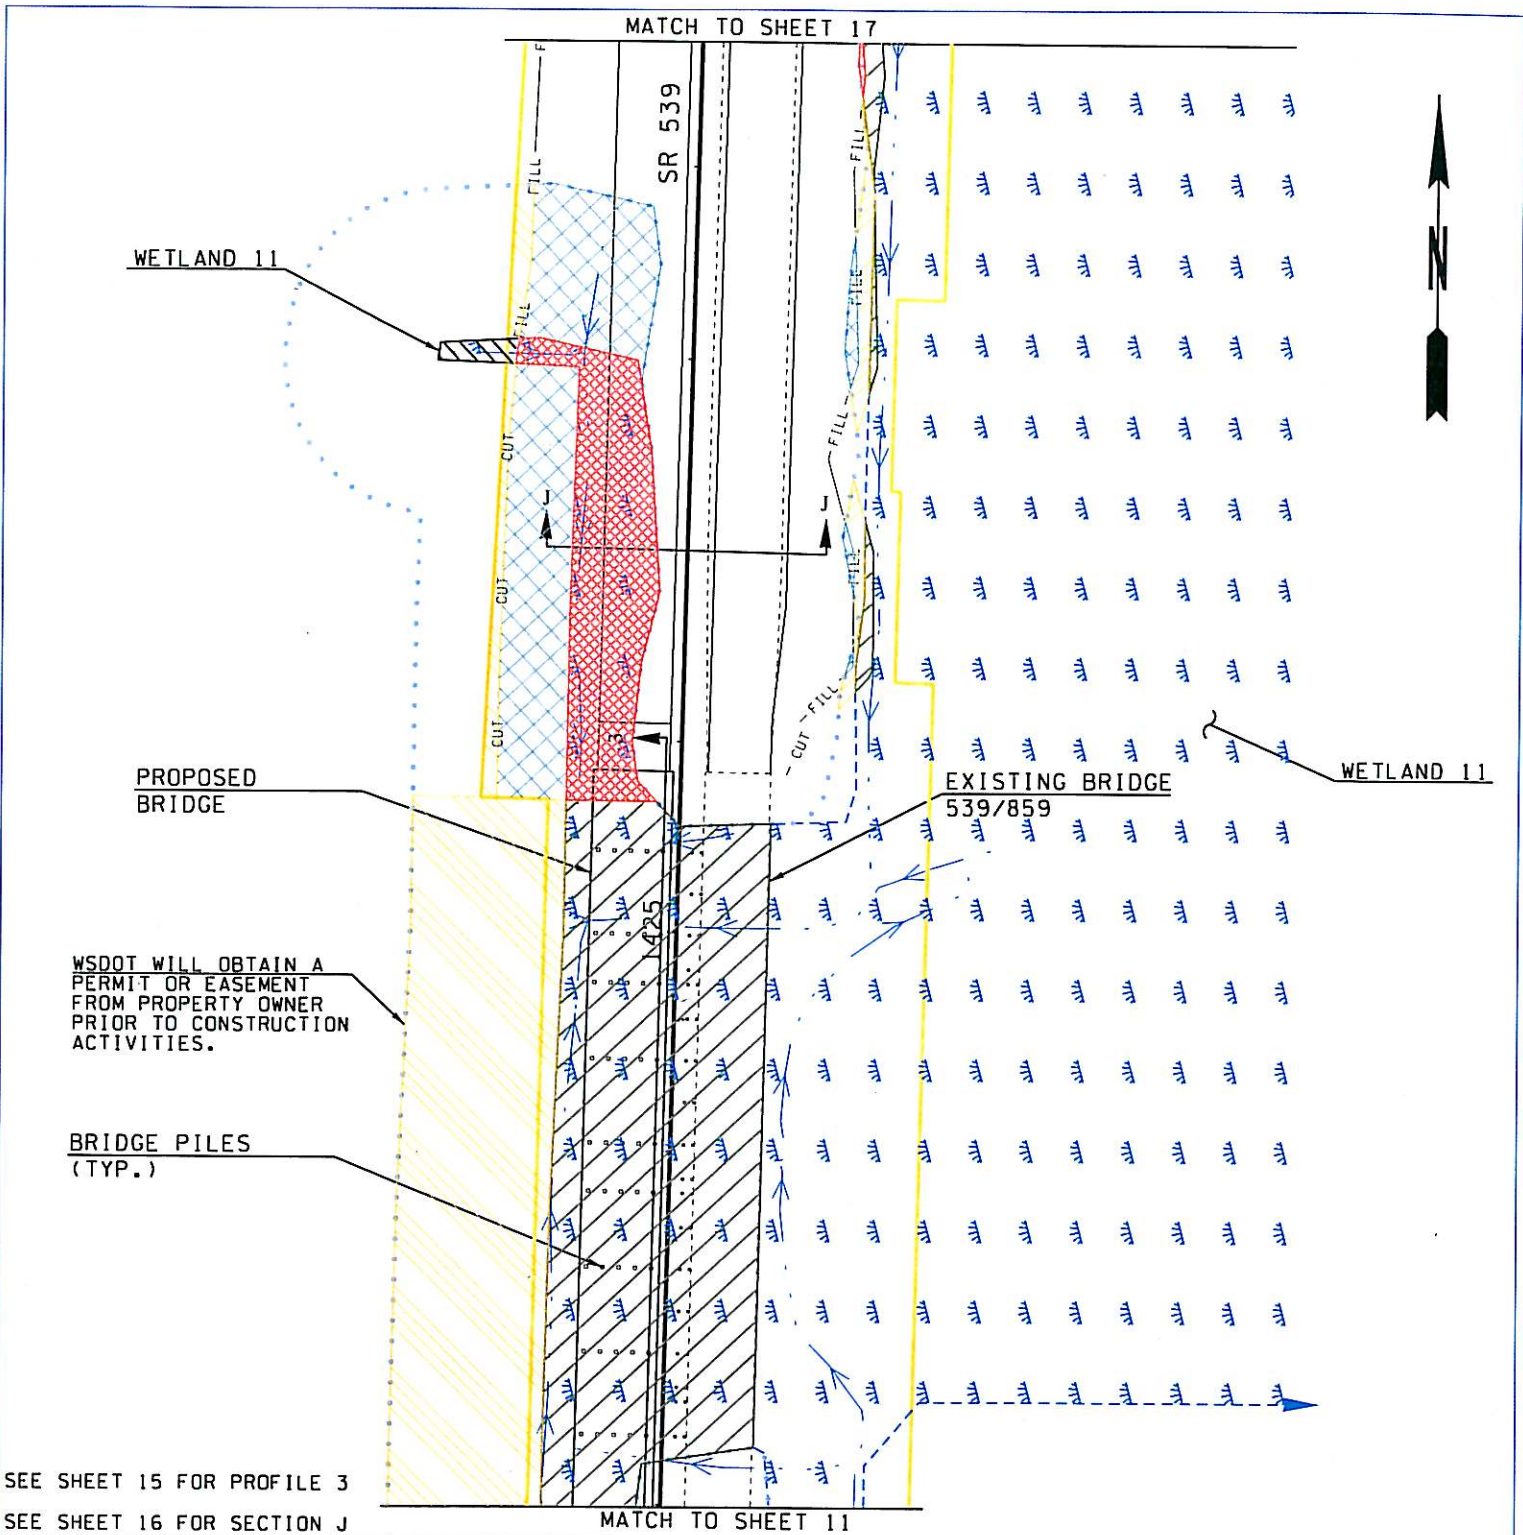 MATCH TO SHEET 17
F
SR 539
FILL
FILL
WETLAND 11
N
FILL
FILL
CUT
FILL
J
J
CUT
FILL
CUT
FILL
CUT
3
PROPOSED
BRIDGE
EXISTING BRIDGE
539/859
WETLAND 11
1425
WSDOT WILL OBTAIN A
PERMIT OR EASEMENT
FROM PROPERTY OWNER
PRIOR TO CONSTRUCTION
ACTIVITIES.
BRIDGE PILES
(TYP.)
SEE SHEET 15 FOR PROFILE 3
SEE SHEET 16 FOR SECTION J
MATCH TO SHEET 11